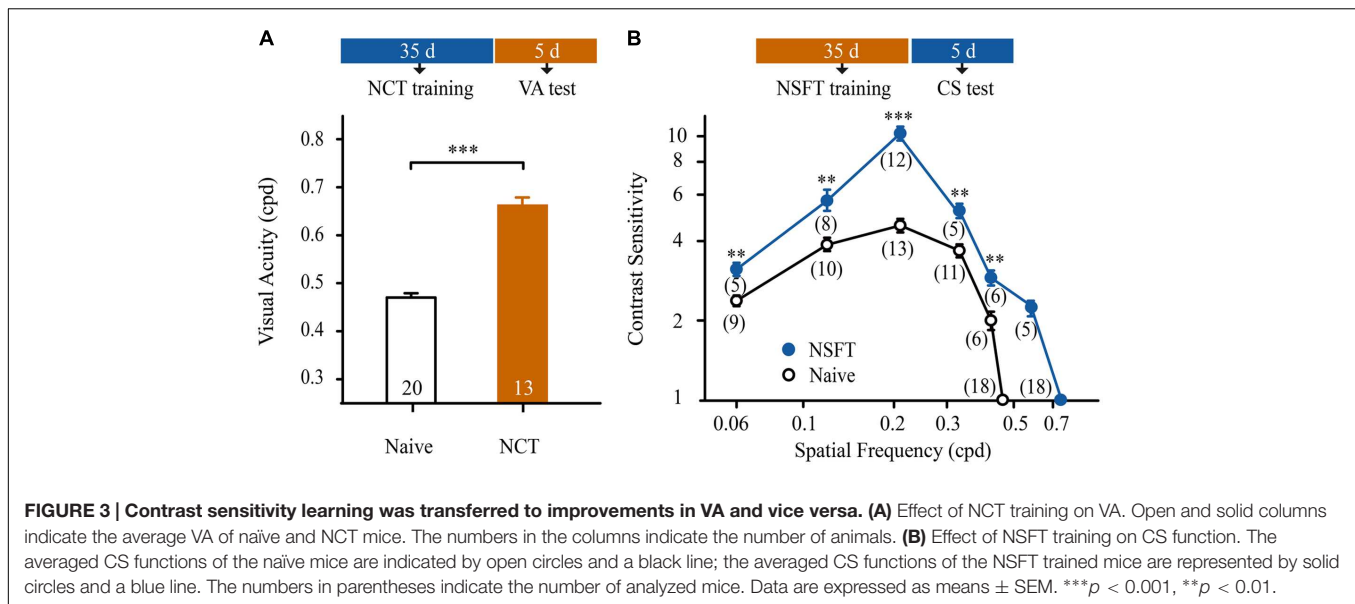 A
35 d 5 d
NCT training VA test
0.8
0.7
0.6
0.5
0.4
0.3
Visual Acuity (cpd)
***
20 13
Naive NCT
B
35 d 5 d
NSFT training CS test
10
8
6
4
2
1
Contrast Sensitivity
** ** *** ** **
(5) (8) (12) (5) (6) (5) (18)
(9) (10) (13) (11) (6) (18)
NSFT
Naive
0.06 0.1 0.2 0.3 0.5 0.7
Spatial Frequency (cpd)
FIGURE 3 | Contrast sensitivity learning was transferred to improvements in VA and vice versa. (A) Effect of NCT training on VA. Open and solid columns
indicate the average VA of naïve and NCT mice. The numbers in the columns indicate the number of animals. (B) Effect of NSFT training on CS function. The
averaged CS functions of the naïve mice are indicated by open circles and a black line; the averaged CS functions of the NSFT trained mice are represented by solid
circles and a blue line. The numbers in parentheses indicate the number of analyzed mice. Data are expressed as means ± SEM. ***p < 0.001, **p < 0.01.